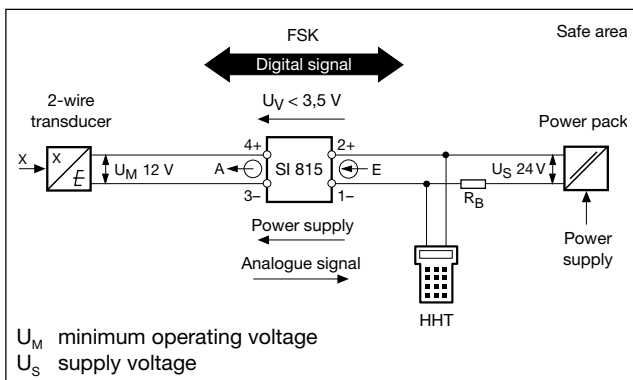 FSK
Safe area
Digital signal
2-wire
transducer
U_V < 3,5 V
Power pack
4+
2+
X
X
E
U_M 12 V
A
SI 815
E
U_S 24 V
3–
1–
R_B
Power supply
Analogue signal
Power
supply
HHT
U_M minimum operating voltage
U_S supply voltage